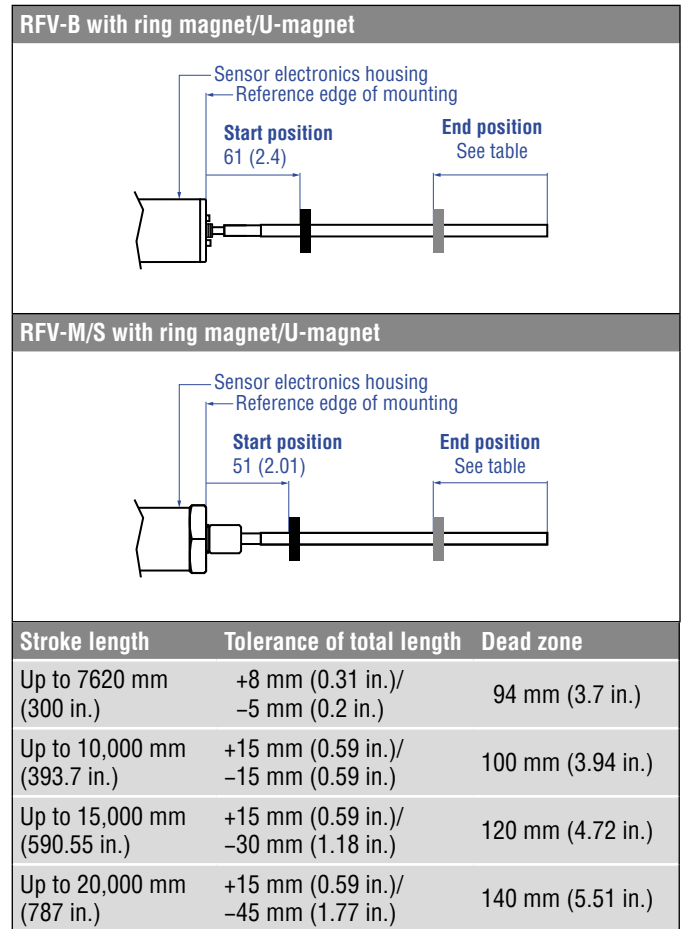 RFV-B with ring magnet/U-magnet
Sensor electronics housing
Reference edge of mounting
Start position
61 (2.4)
End position
See table
RFV-M/S with ring magnet/U-magnet
Sensor electronics housing
Reference edge of mounting
Start position
51 (2.01)
End position
See table
Stroke length Tolerance of total length Dead zone
Up to 7620 mm (300 in.) +8 mm (0.31 in.)/ −5 mm (0.2 in.) 94 mm (3.7 in.)
Up to 10,000 mm (393.7 in.) +15 mm (0.59 in.)/ −15 mm (0.59 in.) 100 mm (3.94 in.)
Up to 15,000 mm (590.55 in.) +15 mm (0.59 in.)/ −30 mm (1.18 in.) 120 mm (4.72 in.)
Up to 20,000 mm (787 in.) +15 mm (0.59 in.)/ −45 mm (1.77 in.) 140 mm (5.51 in.)